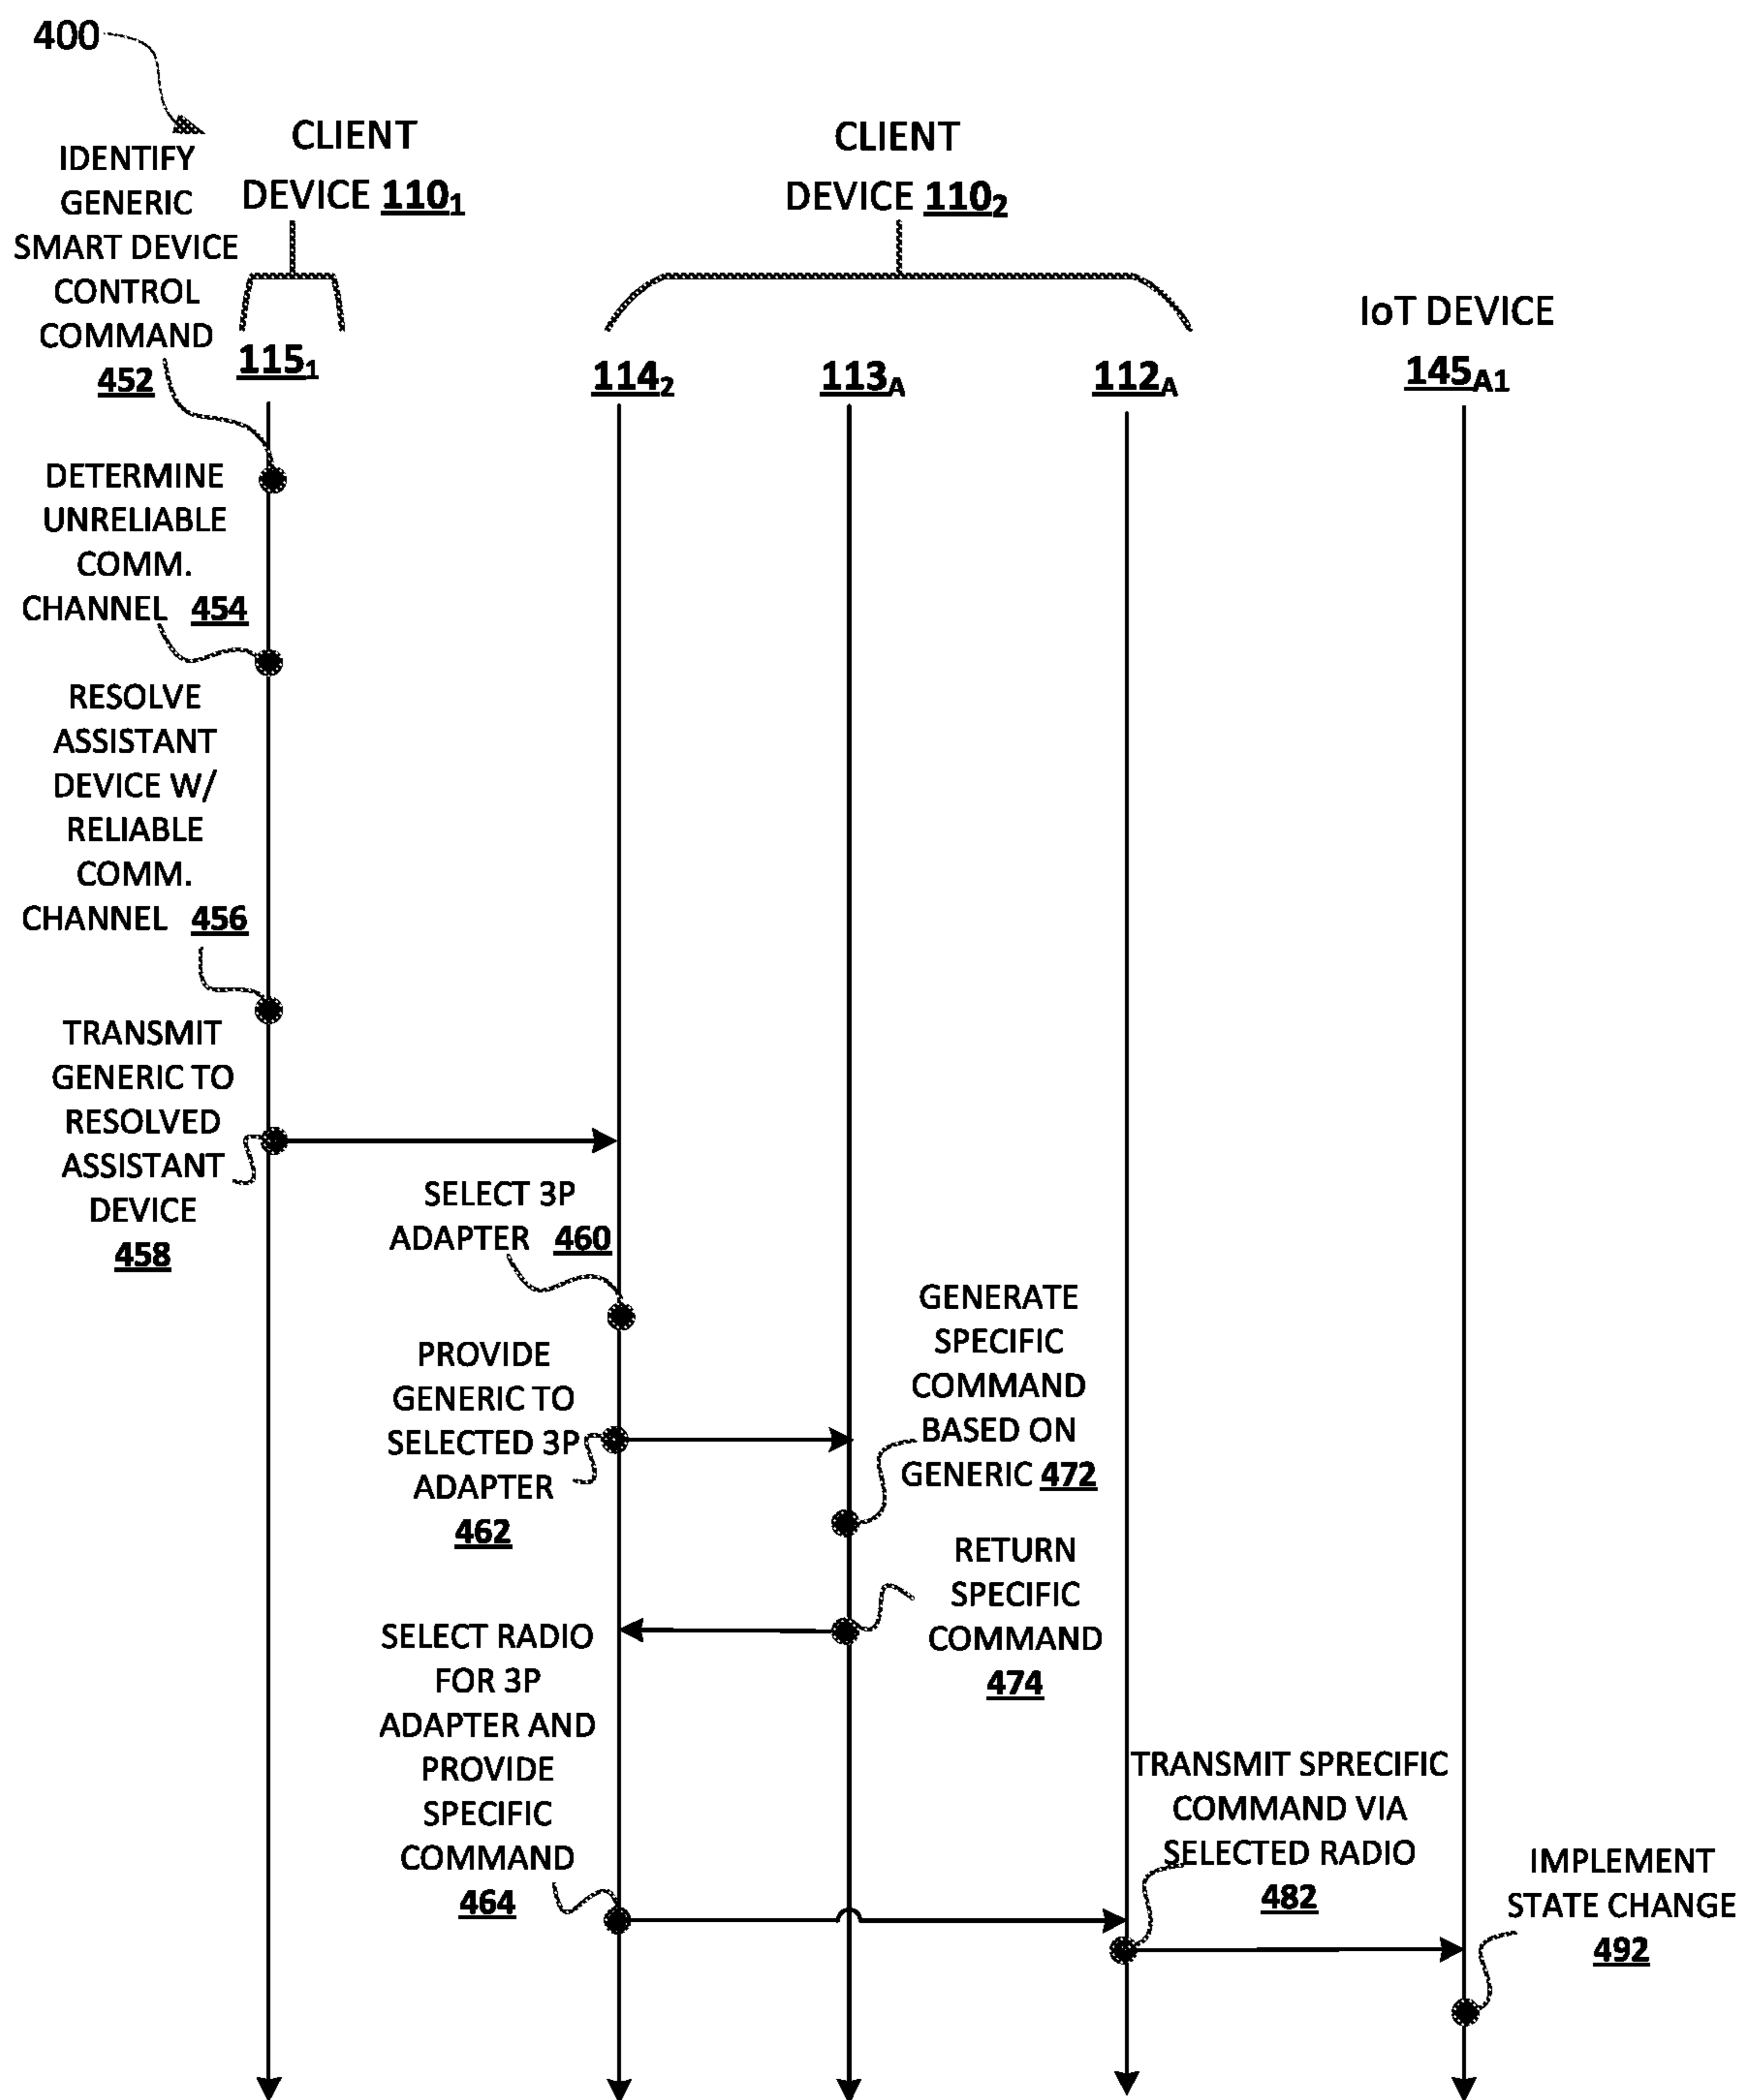 400
CLIENT
DEVICE 110₁
CLIENT
DEVICE 110₂
IoT DEVICE
145A1
115₁
114₂
113A
112A
IDENTIFY
GENERIC
SMART DEVICE
CONTROL
COMMAND
452
DETERMINE
UNRELIABLE
COMM.
CHANNEL 454
RESOLVE
ASSISTANT
DEVICE W/
RELIABLE
COMM.
CHANNEL 456
TRANSMIT
GENERIC TO
RESOLVED
ASSISTANT
DEVICE
458
SELECT 3P
ADAPTER 460
PROVIDE
GENERIC TO
SELECTED 3P
ADAPTER
462
GENERATE
SPECIFIC
COMMAND
BASED ON
GENERIC 472
RETURN
SPECIFIC
COMMAND
474
SELECT RADIO
FOR 3P
ADAPTER AND
PROVIDE
SPECIFIC
COMMAND
464
TRANSMIT SPRECIFIC
COMMAND VIA
SELECTED RADIO
482
IMPLEMENT
STATE CHANGE
492